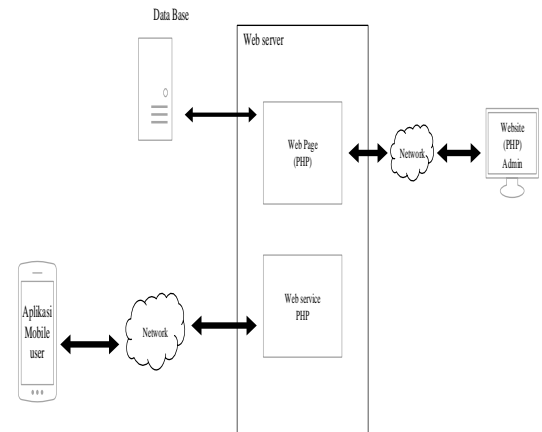 Data Base
Web server
Web Page
(PHP)
Network
Website
(PHP)
Admin
Web service
PHP
Aplikasi
Mobile
user
Network